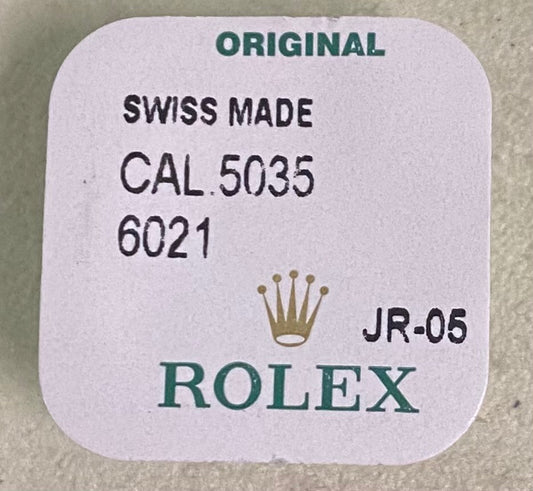 ORIGINAL
SWISS MADE
CAL.5035
6021
JR-05
ROLEX